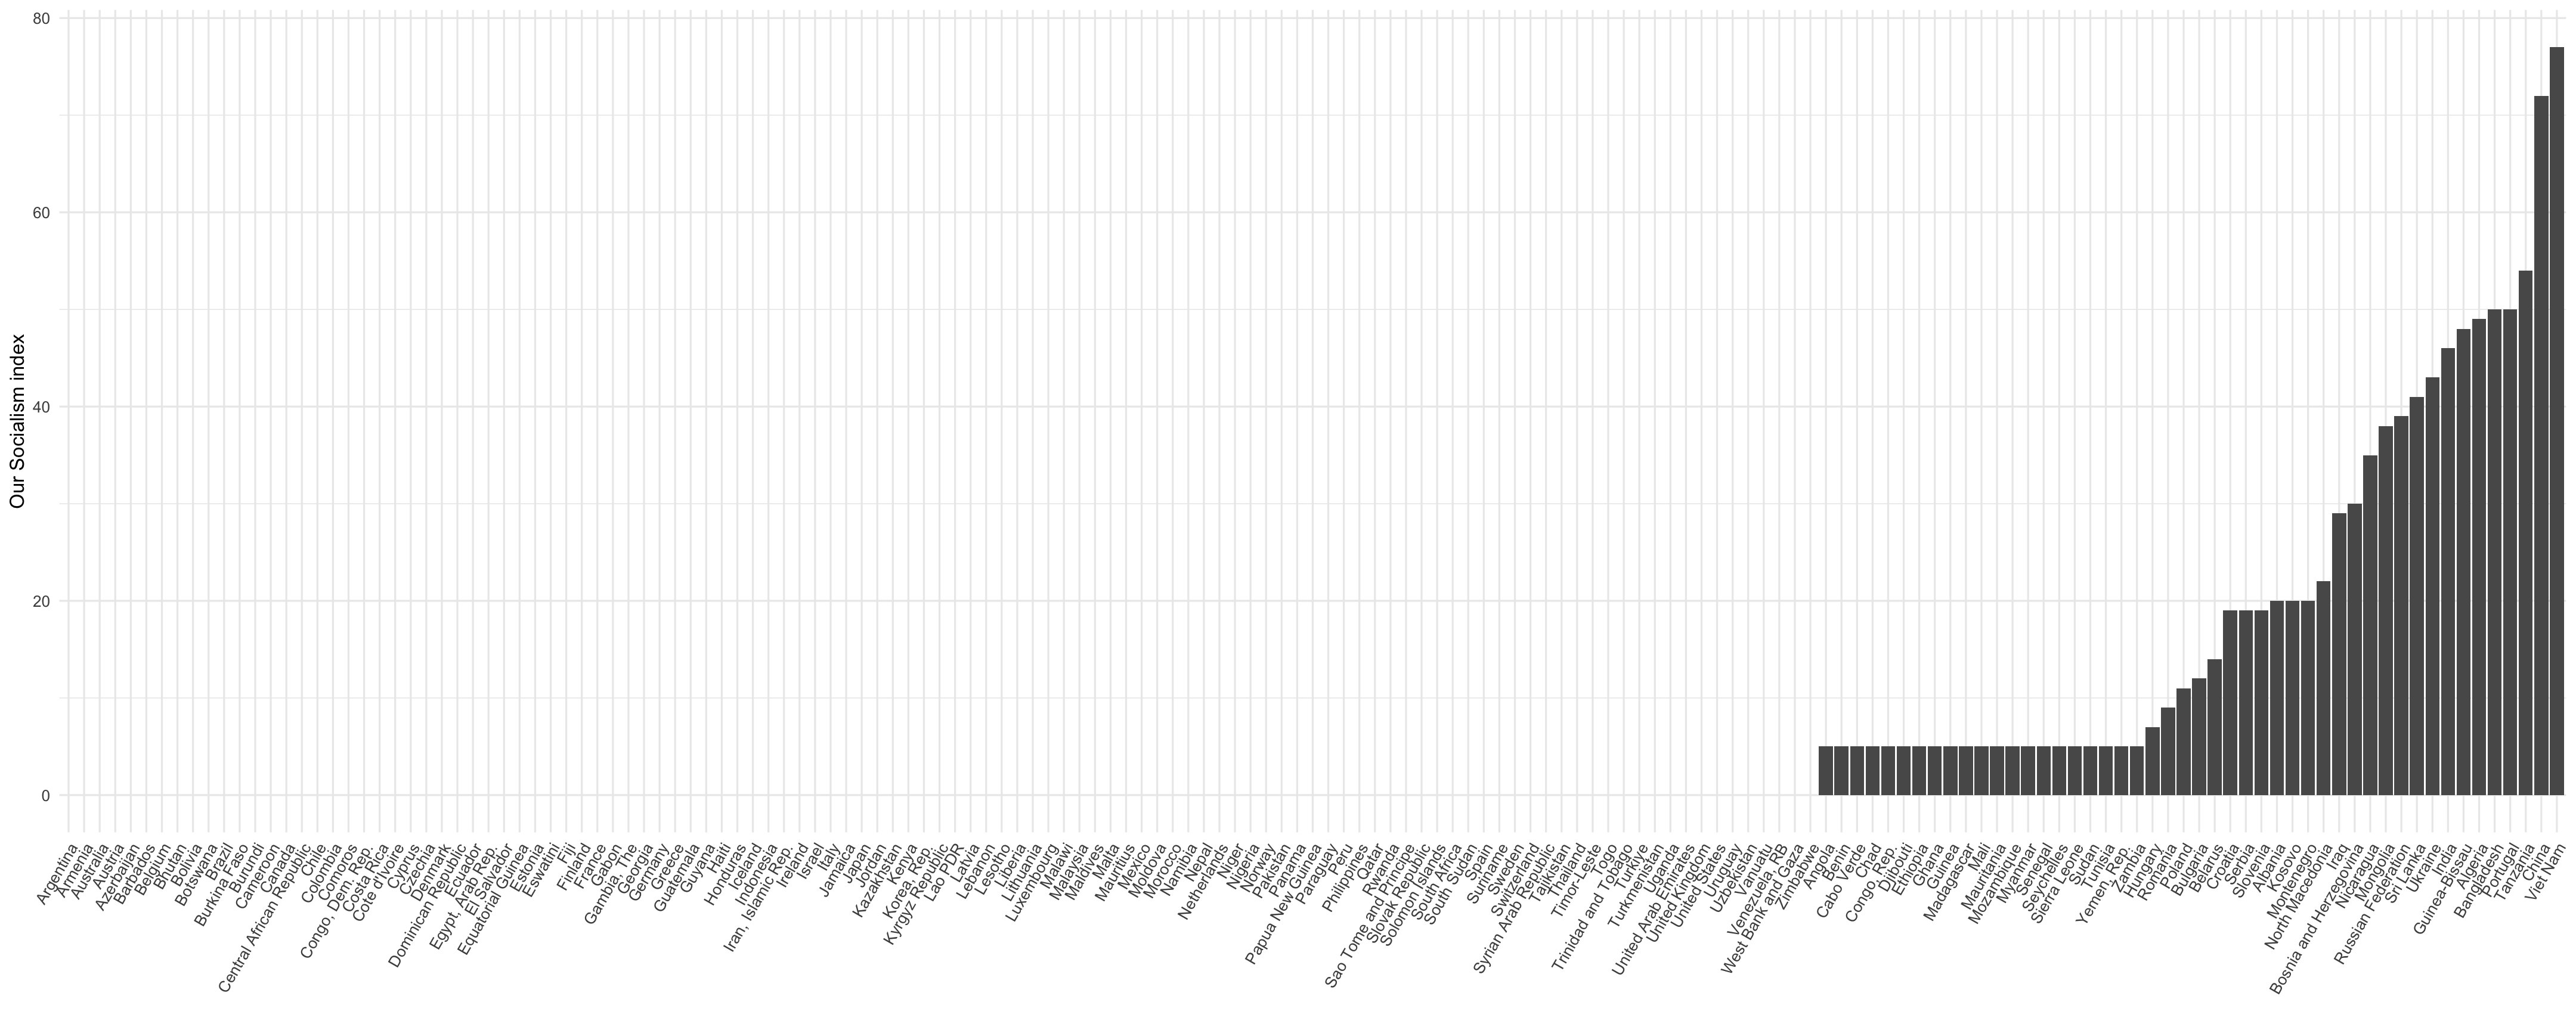 80
60
40
20
0
Our Socialism index
Argentina
Armenia
Australia
Austria
Azerbaijan
Barbados
Belgium
Bhutan
Bolivia
Botswana
Brazil
Burkina Faso
Burundi
Cameroon
Canada
Central African Republic
Chile
Colombia
Comoros
Congo, Dem. Rep.
Costa Rica
Cote d'Ivoire
Cyprus
Czechia
Denmark
Dominican Republic
Ecuador
Egypt, Arab Rep.
El Salvador
Equatorial Guinea
Estonia
Eswatini
Fiji
Finland
France
Gabon
Gambia, The
Georgia
Germany
Greece
Guatemala
Guyana
Haiti
Honduras
Iceland
Indonesia
Iran, Islamic Rep.
Ireland
Israel
Italy
Jamaica
Japan
Jordan
Kazakhstan
Kenya
Korea, Rep.
Kyrgyz Republic
Lao PDR
Latvia
Lebanon
Lesotho
Liberia
Lithuania
Luxembourg
Malawi
Malaysia
Maldives
Malta
Mauritius
Mexico
Moldova
Morocco
Namibia
Nepal
Netherlands
Niger
Nigeria
Norway
Pakistan
Panama
Papua New Guinea
Paraguay
Peru
Philippines
Qatar
Rwanda
Sao Tome and Principe
Slovak Republic
Solomon Islands
South Africa
South Sudan
Spain
Suriname
Sweden
Switzerland
Syrian Arab Republic
Tajikistan
Thailand
Timor-Leste
Togo
Trinidad and Tobago
Turkiye
Turkmenistan
Uganda
United Arab Emirates
United Kingdom
United States
Uruguay
Uzbekistan
Vanuatu
Venezuela, RB
West Bank and Gaza
Zimbabwe
Angola
Benin
Cabo Verde
Chad
Congo, Rep.
Djibouti
Ethiopia
Ghana
Guinea
Madagascar
Mali
Mauritania
Mozambique
Myanmar
Senegal
Seychelles
Sierra Leone
Sudan
Tunisia
Yemen, Rep.
Zambia
Hungary
Romania
Poland
Bulgaria
Belarus
Croatia
Serbia
Slovenia
Albania
Kosovo
Montenegro
North Macedonia
Iraq
Bosnia and Herzegovina
Nicaragua
Mongolia
Russian Federation
Sri Lanka
Ukraine
India
Guinea-Bissau
Algeria
Bangladesh
Portugal
Tanzania
China
Viet Nam